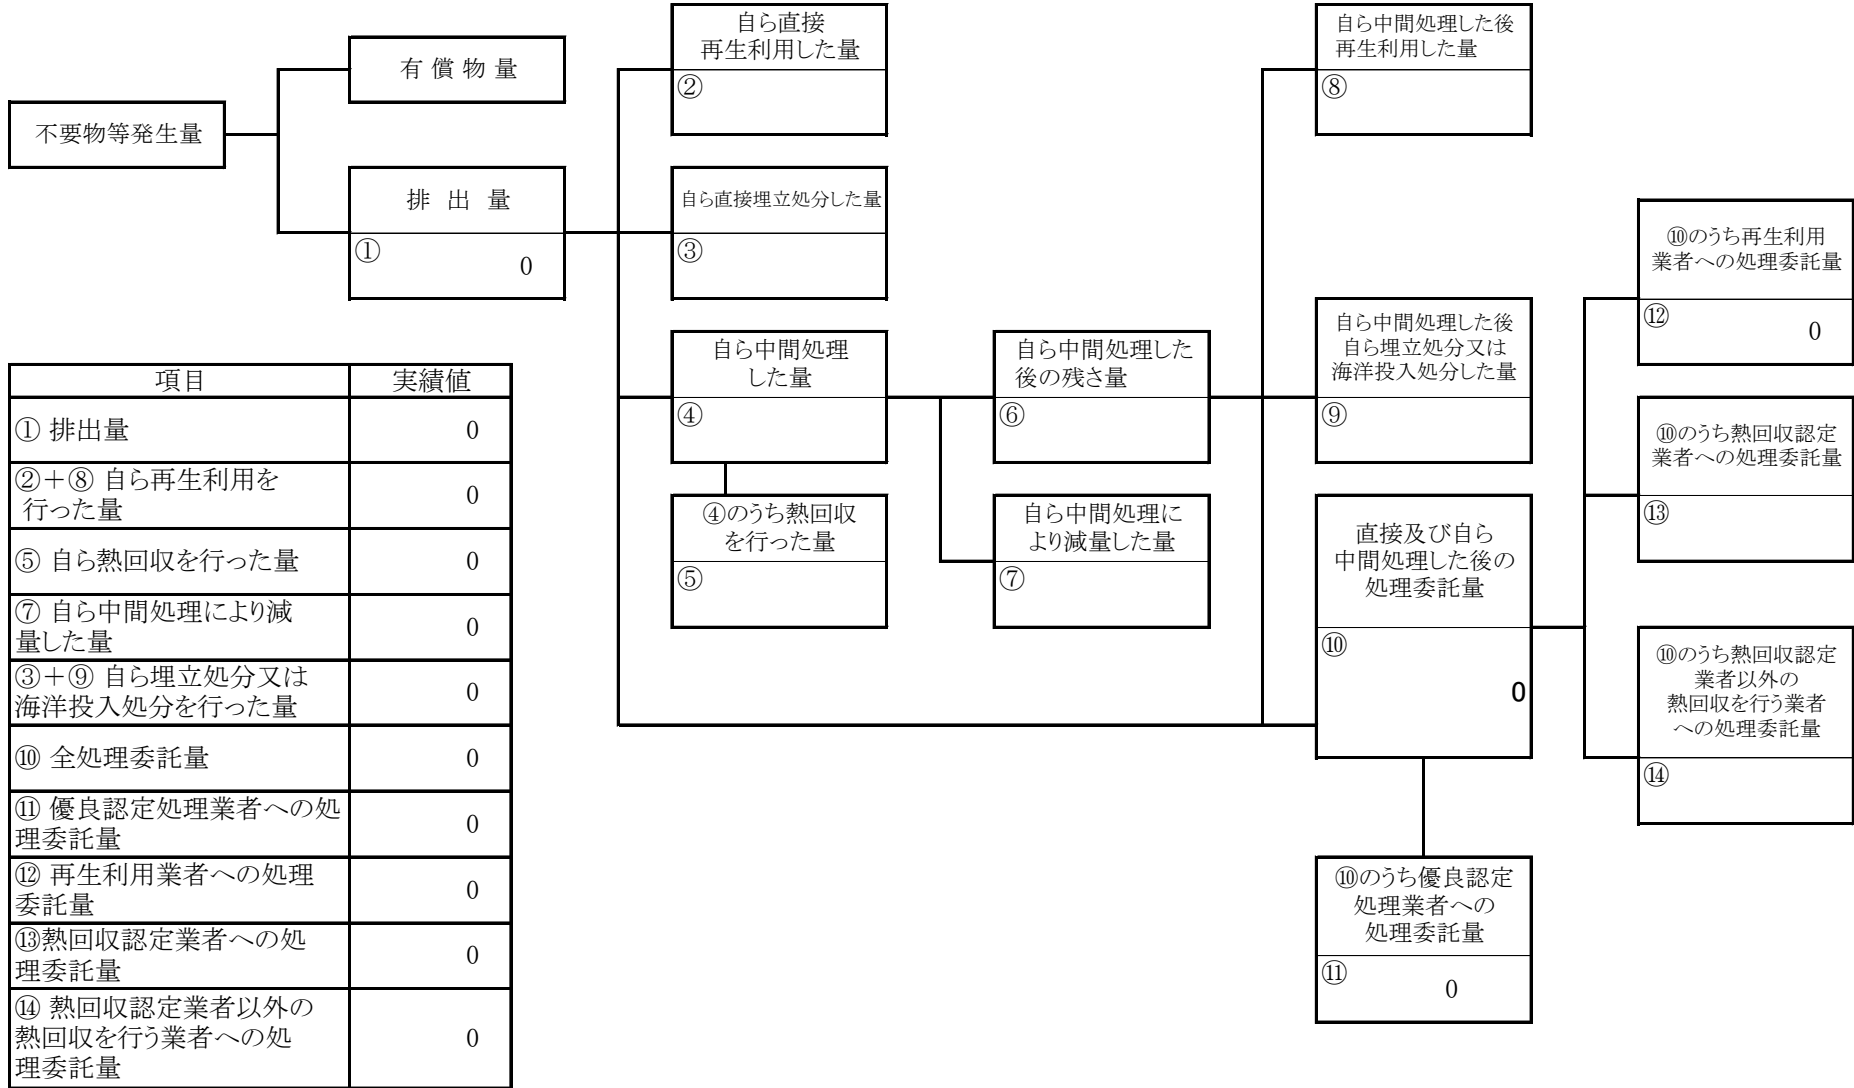 自ら直接
再生利用した量
②
自ら中間処理した後
再生利用した量
⑧
有 償 物 量
不要物等発生量
排 出 量
①
0
自ら直接埋立処分した量
③
⑩のうち再生利用
業者への処理委託量
⑫
0
自ら中間処理
した量
④
自ら中間処理した
後の残さ量
⑥
自ら中間処理した後
自ら埋立処分又は
海洋投入処分した量
⑨
⑩のうち熱回収認定
業者への処理委託量
⑬
④のうち熱回収
を行った量
⑤
自ら中間処理に
より減量した量
⑦
直接及び自ら
中間処理した後の
処理委託量
⑩
0
⑩のうち熱回収認定
業者以外の
熱回収を行う業者
への処理委託量
⑭
⑩のうち優良認定
処理業者への
処理委託量
⑪
0
項目 実績値
① 排出量 0
②+⑧ 自ら再生利用を
行った量 0
⑤ 自ら熱回収を行った量 0
⑦ 自ら中間処理により減
量した量 0
③+⑨ 自ら埋立処分又は
海洋投入処分を行った量 0
⑩ 全処理委託量 0
⑪ 優良認定処理業者への処
理委託量 0
⑫ 再生利用業者への処理
委託量 0
⑬熱回収認定業者への処
理委託量 0
⑭ 熱回収認定業者以外の
熱回収を行う業者への処 0
理委託量